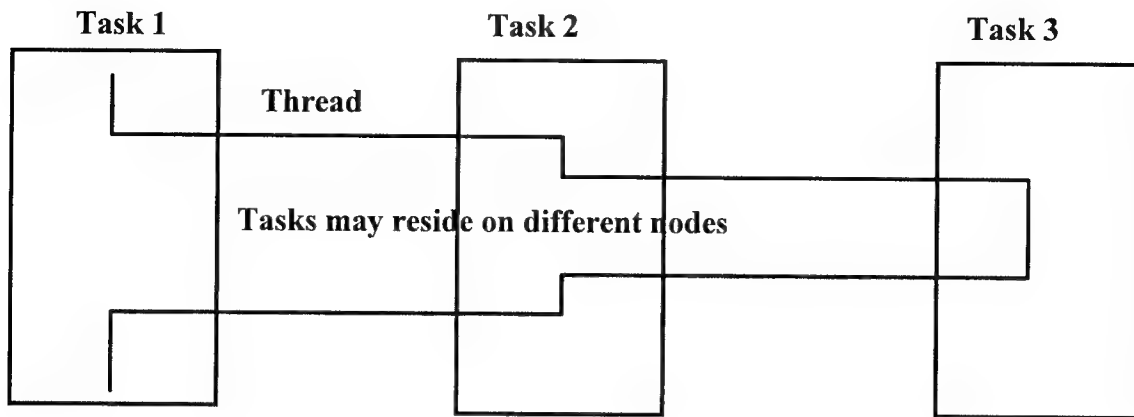 Task 1
Task 2
Task 3
Thread
Tasks may reside on different nodes